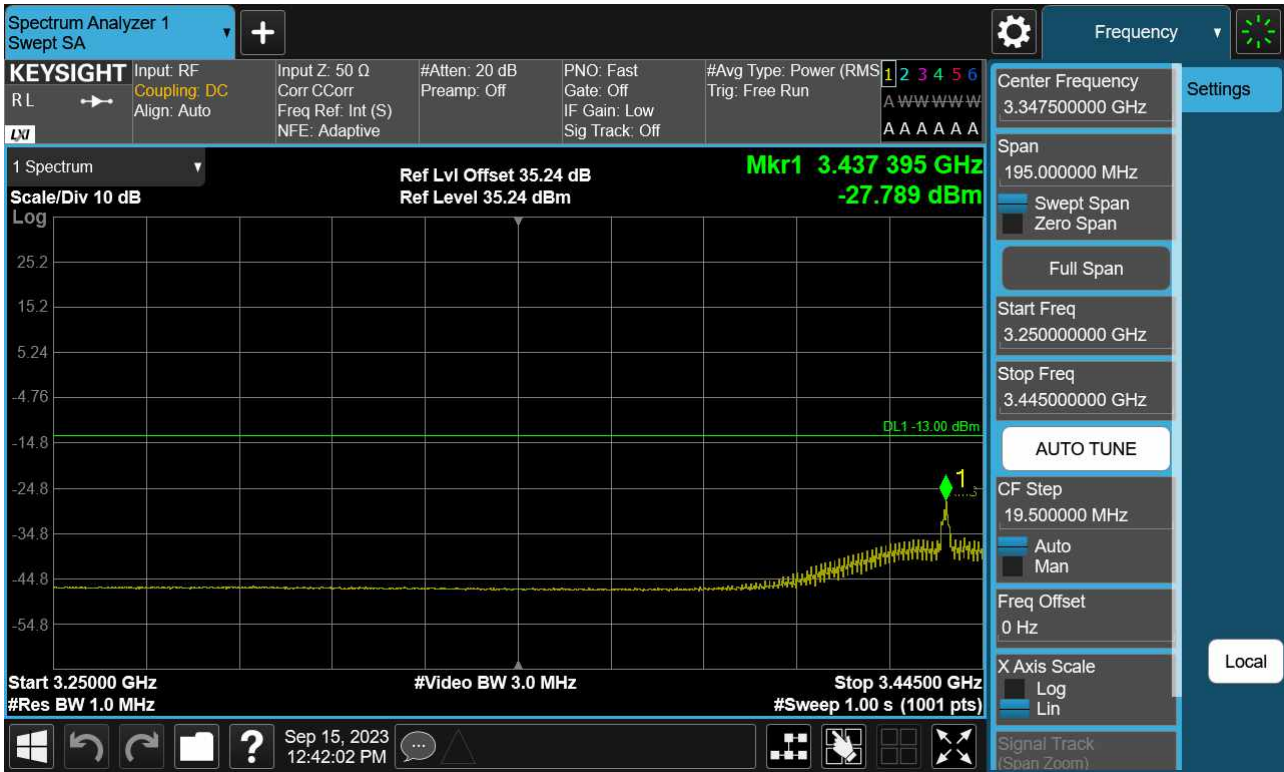 Spectrum Analyzer 1
Swept SA
+
Frequency
KEYSIGHT
RL
LXI
Input: RF
Coupling: DC
Align: Auto
Input Z: 50 Ω
Corr CCorr
Freq Ref: Int (S)
NFE: Adaptive
#Atten: 20 dB
Preamp: Off
PNO: Fast
Gate: Off
IF Gain: Low
Sig Track: Off
#Avg Type: Power (RMS
Trig: Free Run
1 2 3 4 5 6
A W W W W W
A A A A A A
1 Spectrum
Scale/Div 10 dB
Log
Ref Lvl Offset 35.24 dB
Ref Level 35.24 dBm
Mkr1 3.437 395 GHz
-27.789 dBm
25.2
15.2
5.24
-4.76
-14.8
-24.8
-34.8
-44.8
-54.8
DL1 -13.00 dBm
1
Start 3.25000 GHz
#Res BW 1.0 MHz
#Video BW 3.0 MHz
Stop 3.44500 GHz
#Sweep 1.00 s (1001 pts)
Center Frequency
3.347500000 GHz
Span
195.000000 MHz
Swept Span
Zero Span
Full Span
Start Freq
3.250000000 GHz
Stop Freq
3.445000000 GHz
AUTO TUNE
CF Step
19.500000 MHz
Auto
Man
Freq Offset
0 Hz
X Axis Scale
Log
Lin
Signal Track
(Span Zoom)
Settings
Local
?
Sep 15, 2023
12:42:02 PM